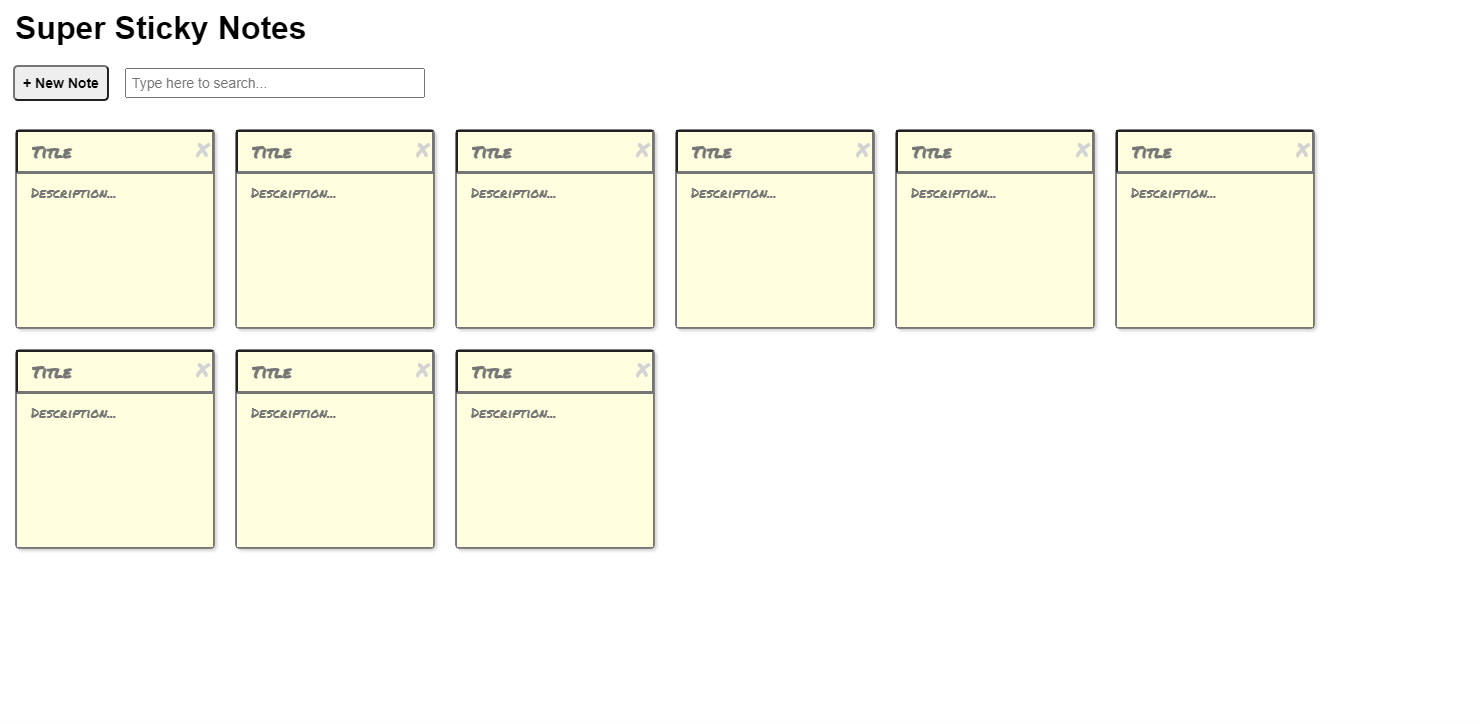 Super Sticky Notes
+ New Note Type here to search...
Title x Title x Title x Title x Title x Title x
Description... Description... Description... Description... Description... Description...
Title x Title x Title x
Description... Description... Description...